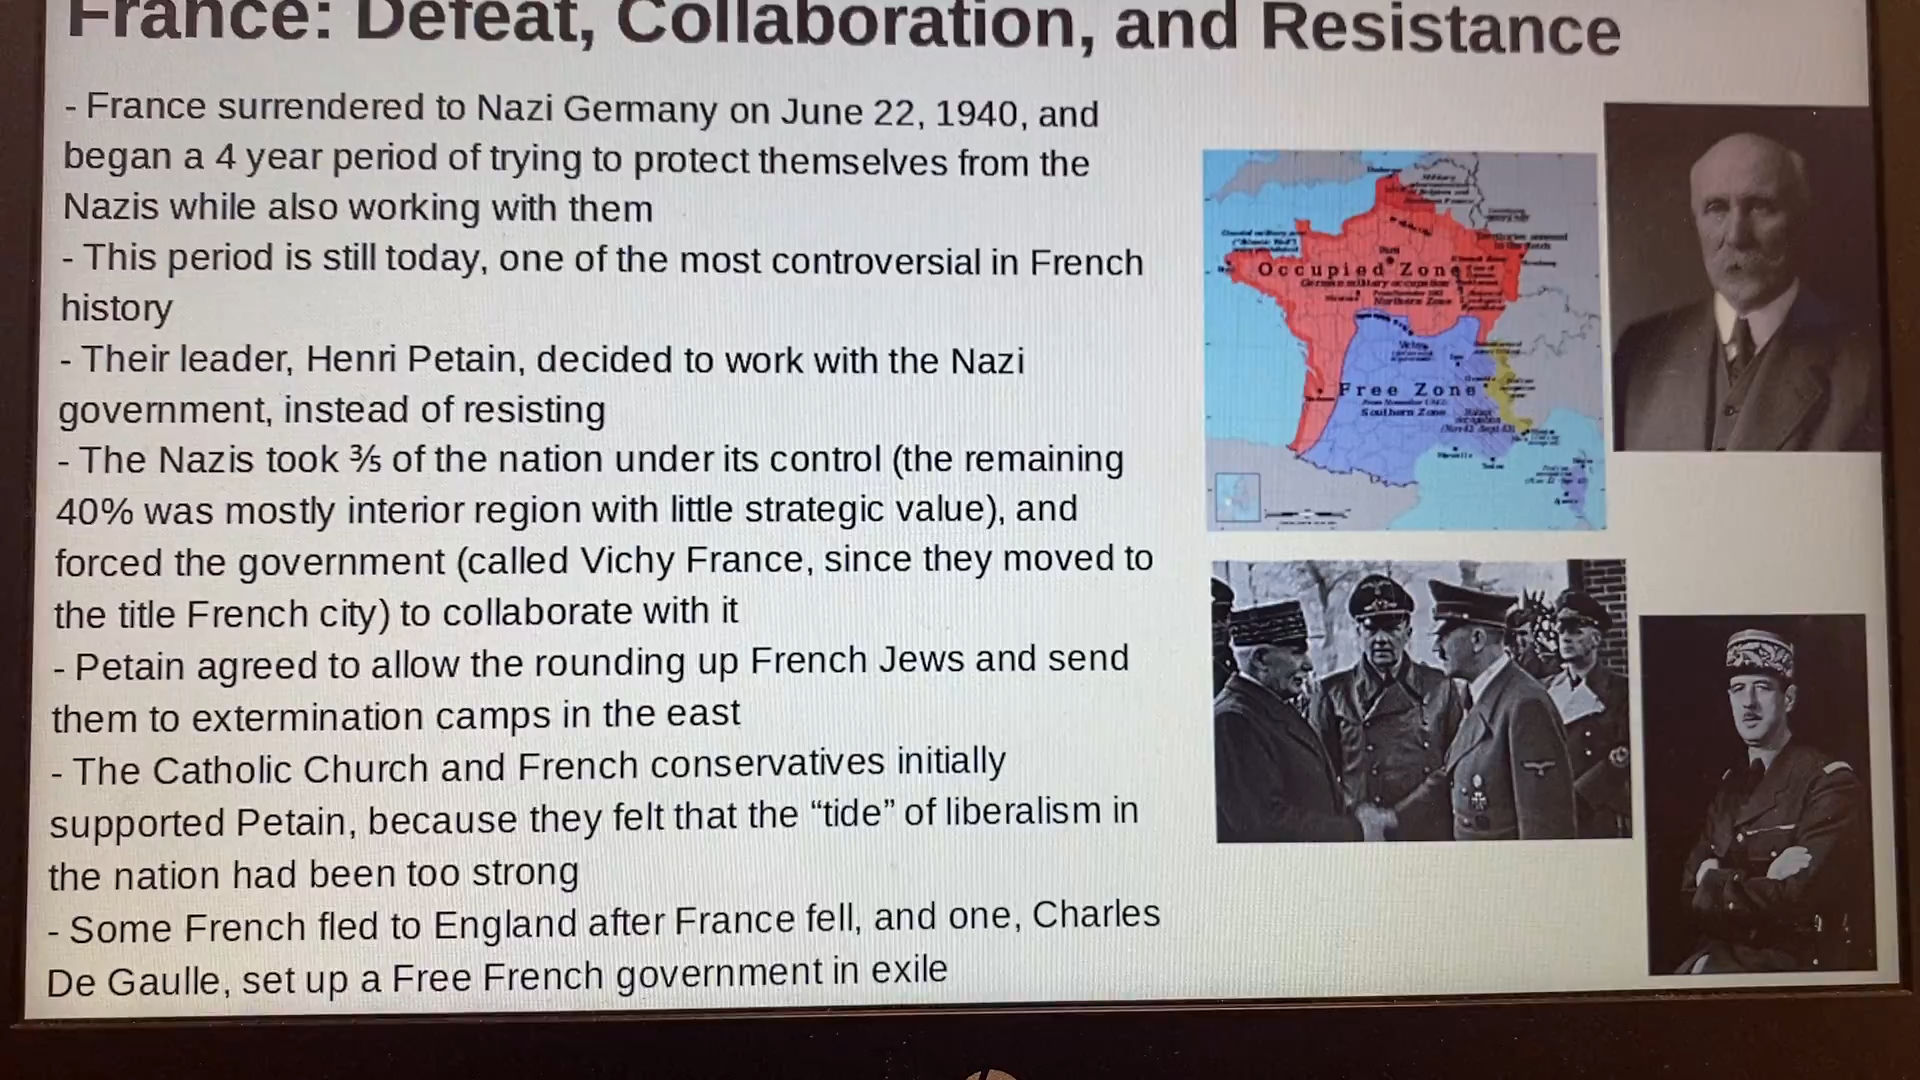 France: Defeat, Collaboration, and Resistance
- France surrendered to Nazi Germany on June 22, 1940, and
began a 4 year period of trying to protect themselves from the
Nazis while also working with them
- This period is still today, one of the most controversial in French
history
- Their leader, Henri Petain, decided to work with the Nazi
government, instead of resisting
- The Nazis took ⅗ of the nation under its control (the remaining
40% was mostly interior region with little strategic value), and
forced the government (called Vichy France, since they moved to
the title French city) to collaborate with it
- Petain agreed to allow the rounding up French Jews and send
them to extermination camps in the east
- The Catholic Church and French conservatives initially
supported Petain, because they felt that the “tide” of liberalism in
the nation had been too strong
- Some French fled to England after France fell, and one, Charles
De Gaulle, set up a Free French government in exile
Occupied Zone
German military occupation
Northern Zone
Free Zone
Southern Zone